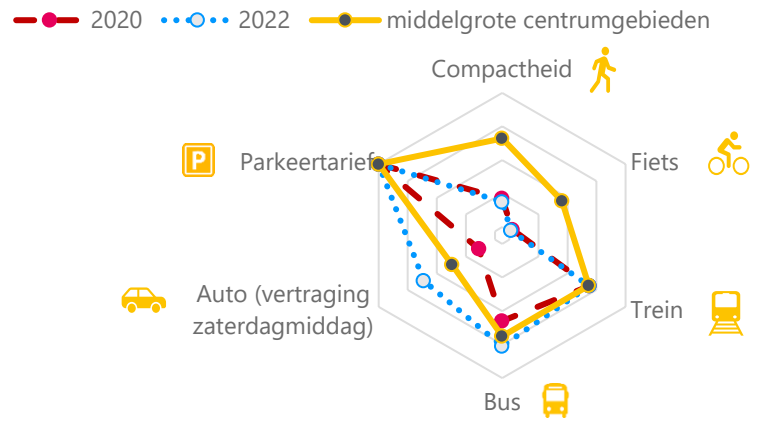 2020 2022 middelgrote centrumgebieden
Compactheid
P Parkeertarief
Fiets
Auto (vertraging
zaterdagmiddag)
Trein
Bus